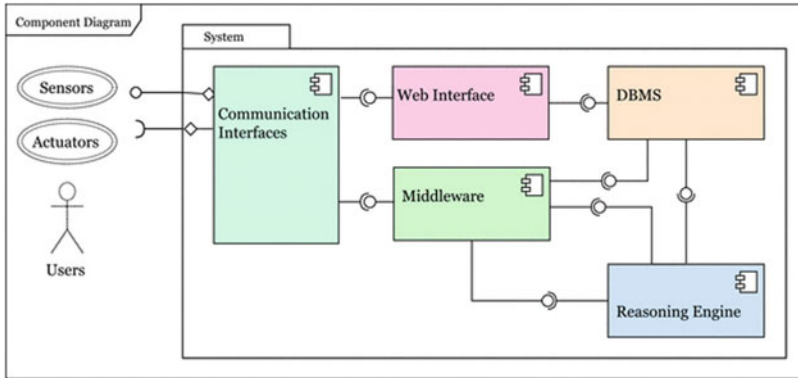 Component Diagram
System
Sensors
Actuators
Users
Communication
Interfaces
Web Interface
DBMS
Middleware
Reasoning Engine